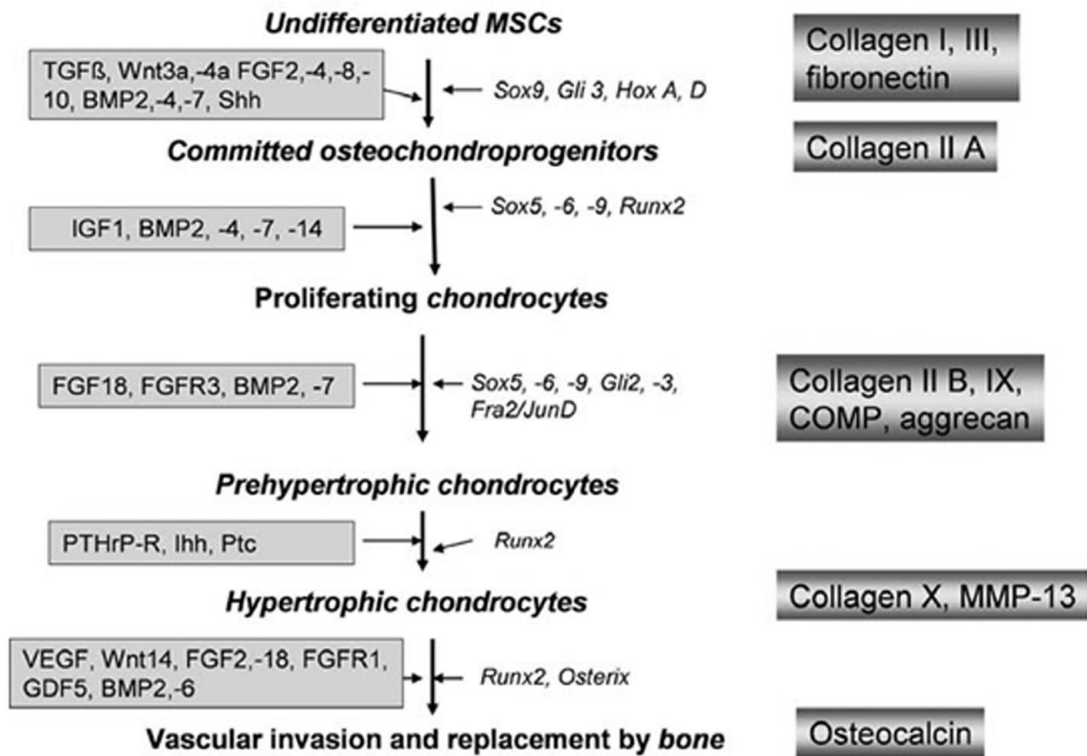 Undifferentiated MSCs
Collagen I, III,
fibronectin
TGFß, Wnt3a,-4a FGF2,-4,-8,-
10, BMP2,-4,-7, Shh
Sox9, Gli 3, Hox A, D
Committed osteochondroprogenitors
Collagen II A
Sox5, -6, -9, Runx2
IGF1, BMP2, -4, -7, -14
Proliferating chondrocytes
FGF18, FGFR3, BMP2, -7
Sox5, -6, -9, Gli2, -3,
Fra2/JunD
Collagen II B, IX,
COMP, aggrecan
Prehypertrophic chondrocytes
PTHrP-R, Ihh, Ptc
Runx2
Hypertrophic chondrocytes
Collagen X, MMP-13
VEGF, Wnt14, FGF2,-18, FGFR1,
GDF5, BMP2,-6
Runx2, Osterix
Vascular invasion and replacement by bone
Osteocalcin